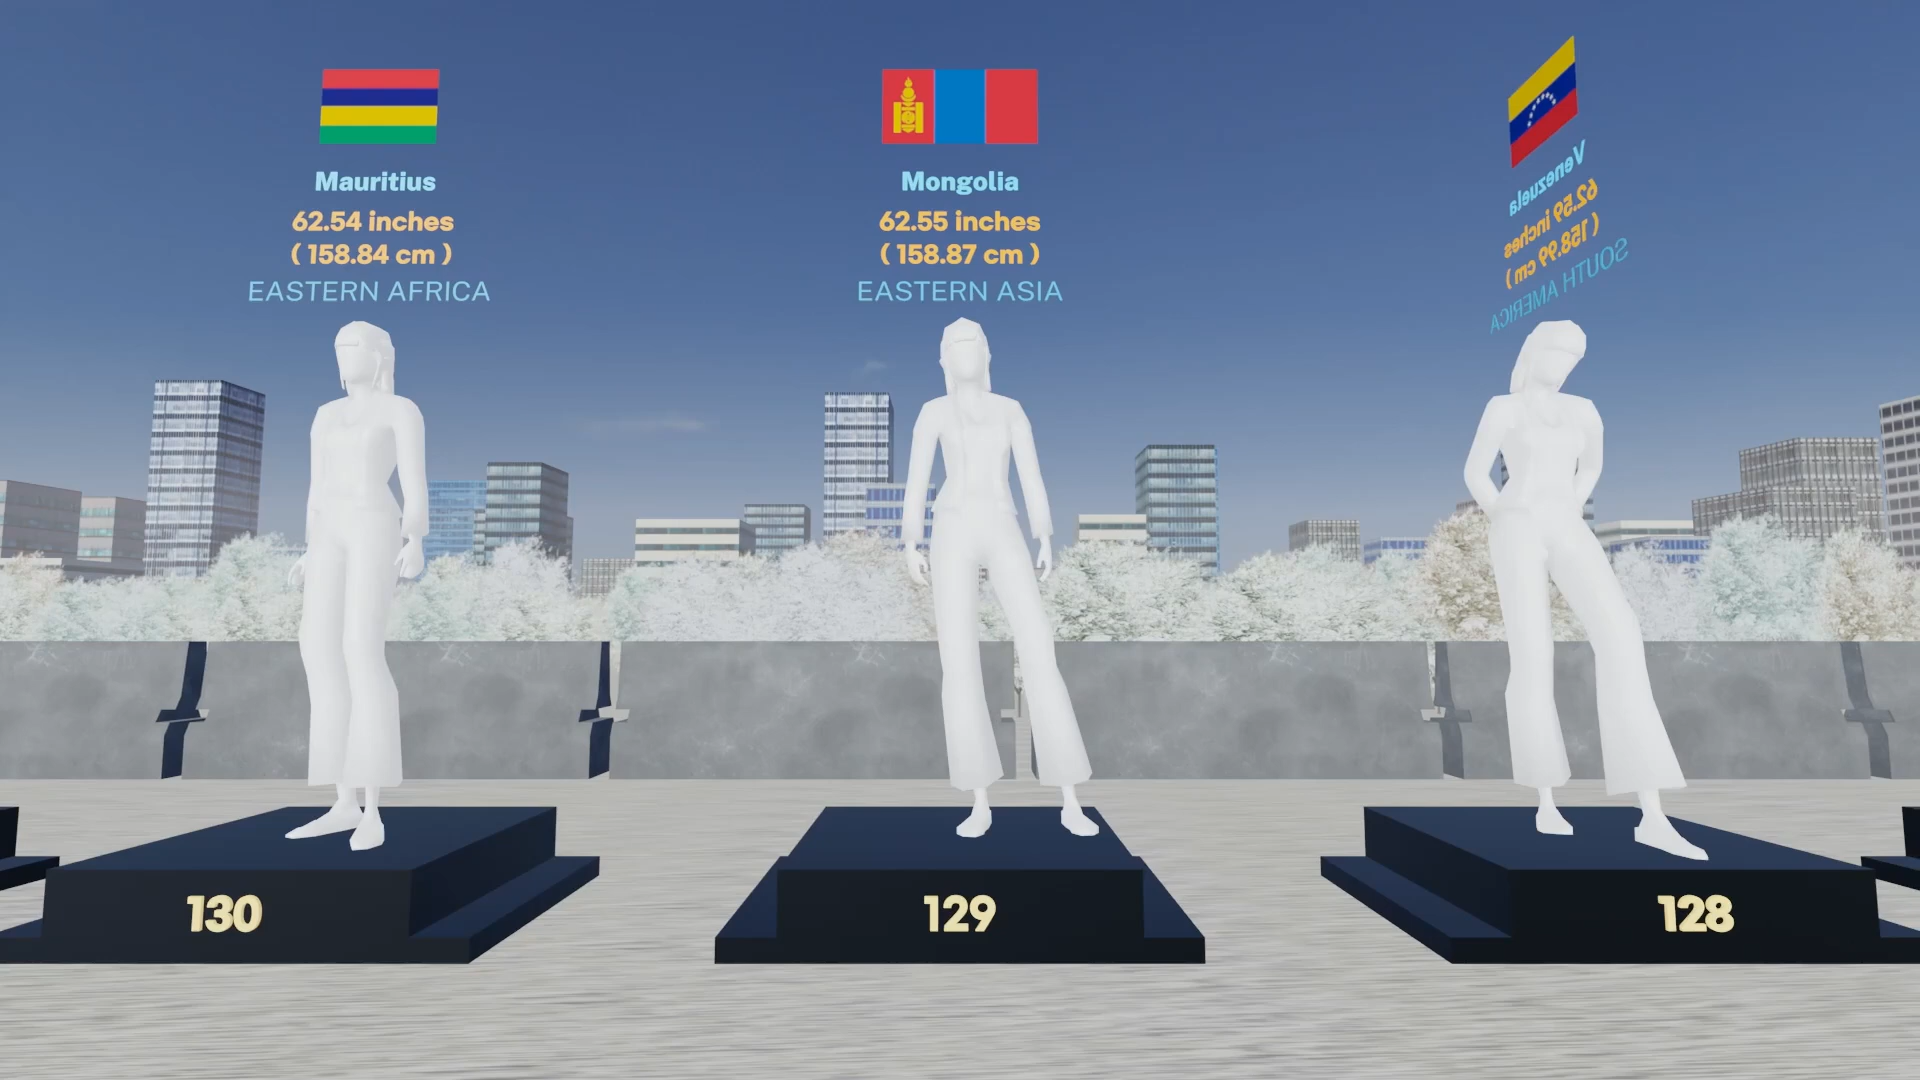 Mauritius
62.54 inches
( 158.84 cm )
EASTERN AFRICA
Mongolia
62.55 inches
( 158.87 cm )
EASTERN ASIA
Venezuela
62.59 inches
( 158.99 cm )
SOUTH AMERICA
130
129
128